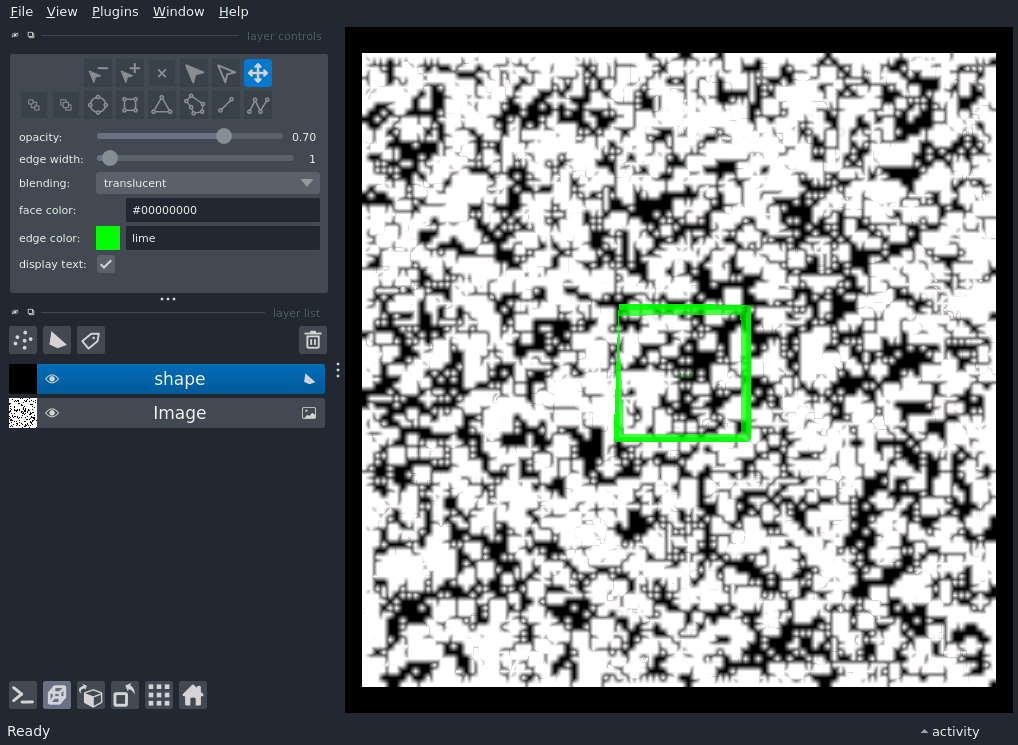 File View Plugins Window Help
layer controls
opacity: 0.70
edge width: 1
blending: translucent
face color: #00000000
edge color: lime
display text:
layer list
shape
Image
Ready
activity